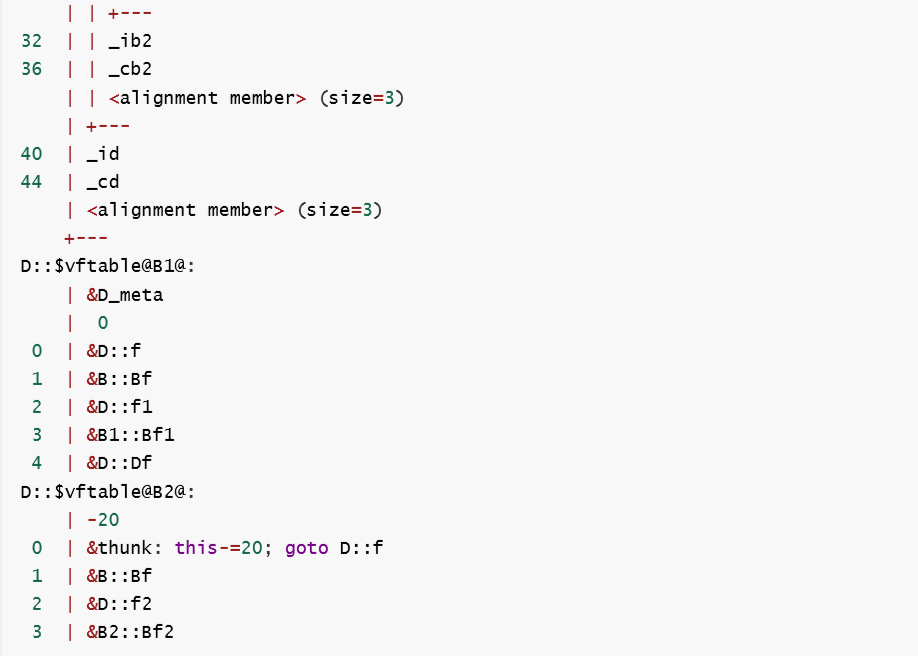 | | +---
32  | | _ib2
36  | | _cb2
    | | <alignment member> (size=3)
    | +---
40  | _id
44  | _cd
    | <alignment member> (size=3)
    +---
D::$vftable@B1@:
    | &D_meta
    |  0
 0  | &D::f
 1  | &B::Bf
 2  | &D::f1
 3  | &B1::Bf1
 4  | &D::Df
D::$vftable@B2@:
    | -20
 0  | &thunk: this-=20; goto D::f
 1  | &B::Bf
 2  | &D::f2
 3  | &B2::Bf2